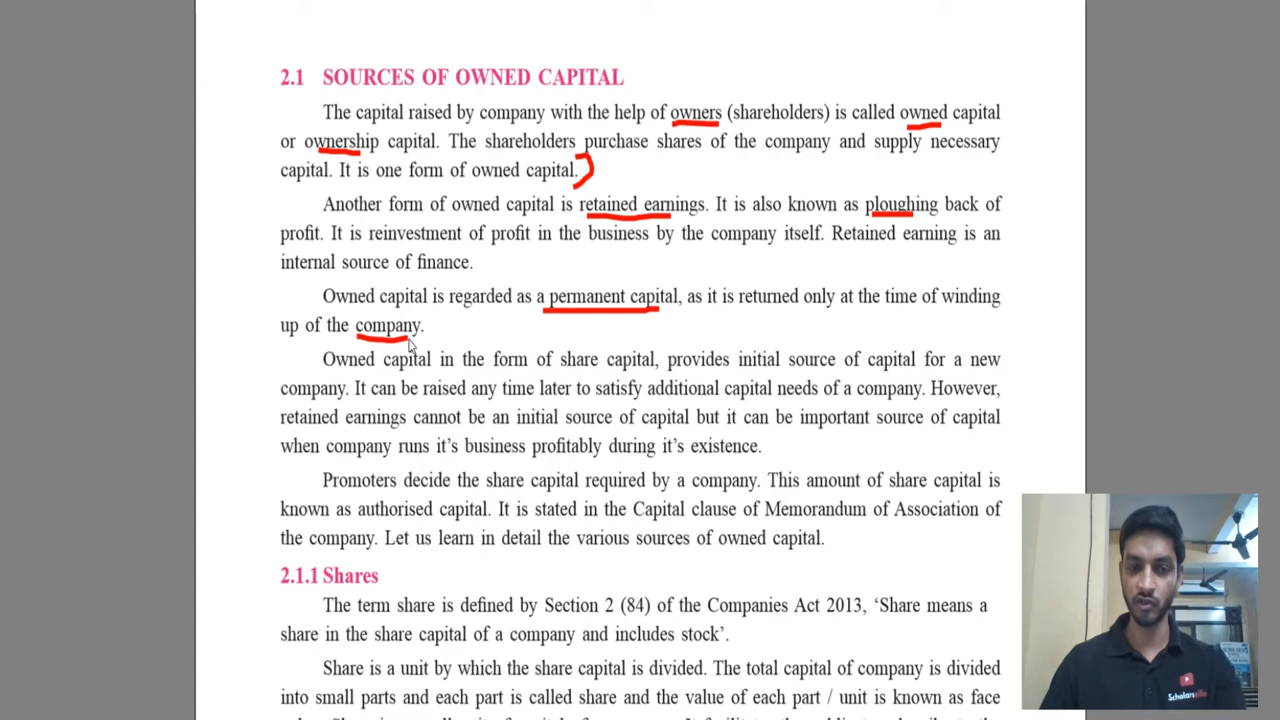 2.1 SOURCES OF OWNED CAPITAL
The capital raised by company with the help of owners (shareholders) is called owned capital
or ownership capital. The shareholders purchase shares of the company and supply necessary
capital. It is one form of owned capital.
Another form of owned capital is retained earnings. It is also known as ploughing back of
profit. It is reinvestment of profit in the business by the company itself. Retained earning is an
internal source of finance.
Owned capital is regarded as a permanent capital, as it is returned only at the time of winding
up of the company.
Owned capital in the form of share capital, provides initial source of capital for a new
company. It can be raised any time later to satisfy additional capital needs of a company. However,
retained earnings cannot be an initial source of capital but it can be important source of capital
when company runs it's business profitably during it's existence.
Promoters decide the share capital required by a company. This amount of share capital is
known as authorised capital. It is stated in the Capital clause of Memorandum of Association of
the company. Let us learn in detail the various sources of owned capital.
2.1.1 Shares
The term share is defined by Section 2 (84) of the Companies Act 2013, 'Share means a
share in the share capital of a company and includes stock'.
Share is a unit by which the share capital is divided. The total capital of company is divided
into small parts and each part is called share and the value of each part / unit is known as face